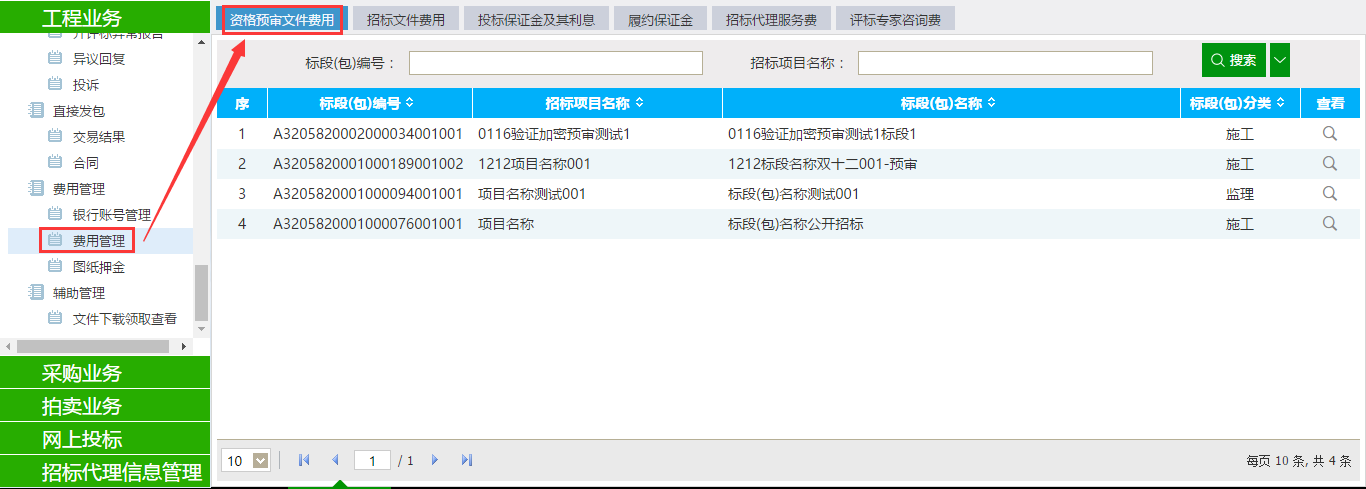 工程业务
开评标异常报告
异议回复
投诉
直接发包
交易结果
合同
费用管理
银行账号管理
费用管理
图纸押金
辅助管理
文件下载领取查看
采购业务
拍卖业务
网上投标
招标代理信息管理
资格预审文件费用 招标文件费用 投标保证金及其利息 履约保证金 招标代理服务费 评标专家咨询费
标段(包)编号： 招标项目名称： 搜索
序 标段(包)编号 招标项目名称 标段(包)名称 标段(包)分类 查看
1 A3205820002000034001001 0116验证加密预审测试1 0116验证加密预审测试1标段1 施工
2 A3205820001000189001002 1212项目名称001 1212标段名称双十二001-预审 施工
3 A3205820001000094001001 项目名称测试001 标段(包)名称测试001 监理
4 A3205820001000076001001 项目名称 标段(包)名称公开招标 施工
10 1 / 1 每页 10 条, 共 4 条